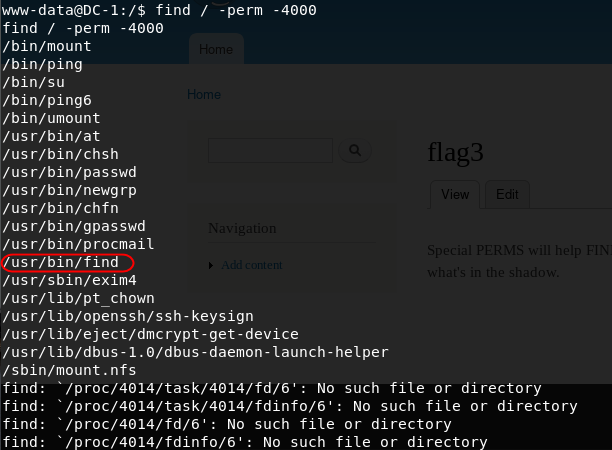 www-data@DC-1:/$ find / -perm -4000
find / -perm -4000
/bin/mount
/bin/ping
/bin/su
/bin/ping6
/bin/umount
/usr/bin/at
/usr/bin/chsh
/usr/bin/passwd
/usr/bin/newgrp
/usr/bin/chfn
/usr/bin/gpasswd
/usr/bin/procmail
/usr/bin/find
/usr/sbin/exim4
/usr/lib/pt_chown
/usr/lib/openssh/ssh-keysign
/usr/lib/eject/dmcrypt-get-device
/usr/lib/dbus-1.0/dbus-daemon-launch-helper
/sbin/mount.nfs
find: `/proc/4014/task/4014/fd/6': No such file or directory
find: `/proc/4014/task/4014/fdinfo/6': No such file or directory
find: `/proc/4014/fd/6': No such file or directory
find: `/proc/4014/fdinfo/6': No such file or directory
Home
Home
Navigation
Add content
flag3
View
Edit
Special PERMS will help FIN
what's in the shadow.